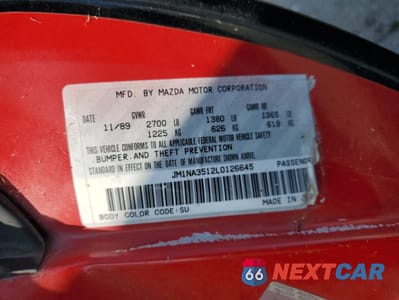 MFD. BY MAZDA MOTOR CORPORATION
DATE GVWR GAWR FRT GAWR RR
11/89 2700 LB 1380 LB 1365 LB
1225 KG 626 KG 619 KG
THIS VEHICLE CONFORMS TO ALL APPLICABLE FEDERAL MOTOR VEHICLE SAFETY
, BUMPER, AND THEFT PREVENTION
STANDARD IN EFFECT ON THE DATE OF MANUFACTURE SHOWN ABOVE.
JM1NA3512L0126645 PASSENGER
BODY COLOR CODE: SU
66 NEXTCAR